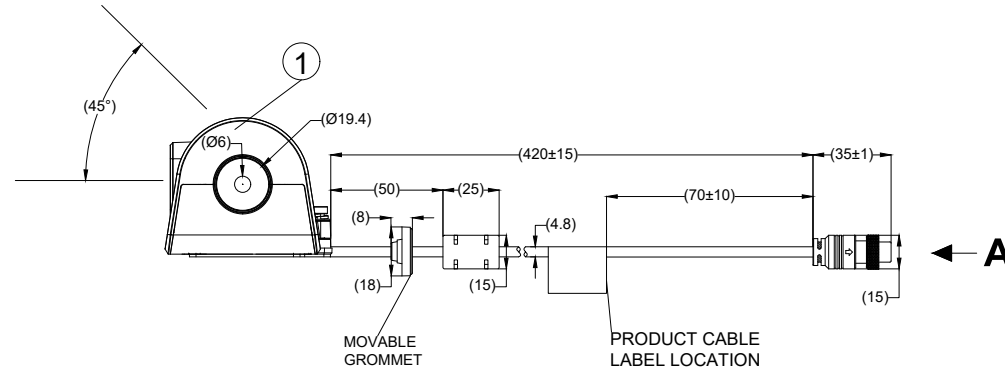 1
(45°)
(Ø19.4)
(Ø6)
(420±15)
(35±1)
(50)
(25)
(70±10)
(8)
(4.8)
A
(18)
(15)
(15)
MOVABLE
GROMMET
PRODUCT CABLE
LABEL LOCATION